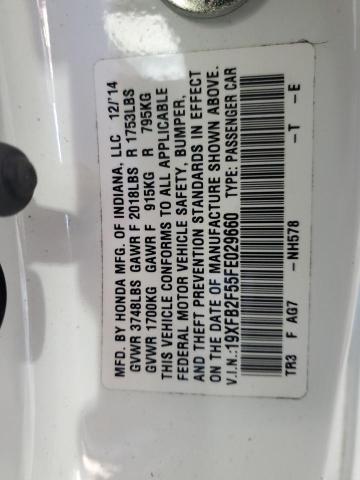 MFD. BY HONDA MFG. OF INDIANA, LLC 12/'14
GVWR 3748LBS GAWR F 2018LBS R 1753LBS
GVWR 1700KG GAWR F 915KG R 795KG
THIS VEHICLE CONFORMS TO ALL APPLICABLE
FEDERAL MOTOR VEHICLE SAFETY, BUMPER,
AND THEFT PREVENTION STANDARDS IN EFFECT
ON THE DATE OF MANUFACTURE SHOWN ABOVE.
V.I.N.: 19XFB2F55FE029660 TYPE: PASSENGER CAR
TR3 F AG7 -NH578 -T -E